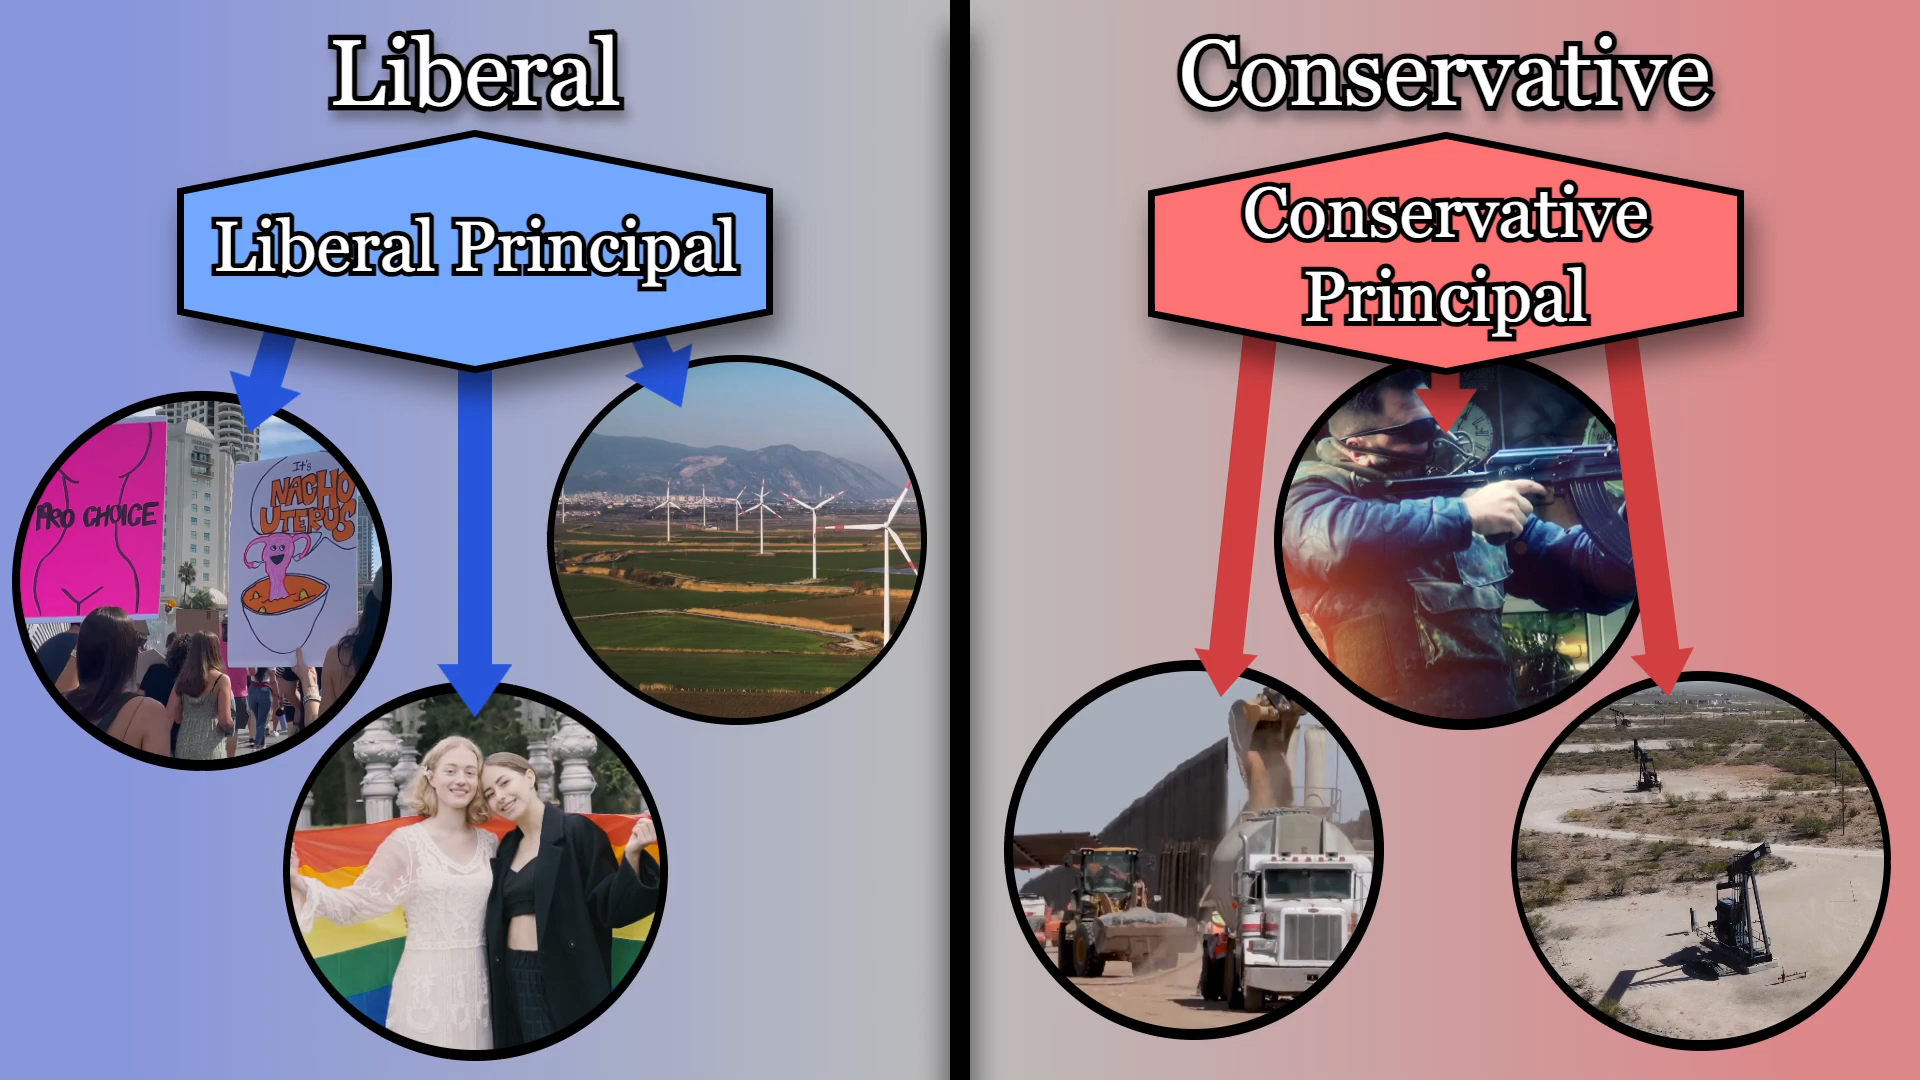 Liberal
Liberal Principal
PRO CHOICE
It's
NACHO
UTERUS
Conservative
Conservative
Principal